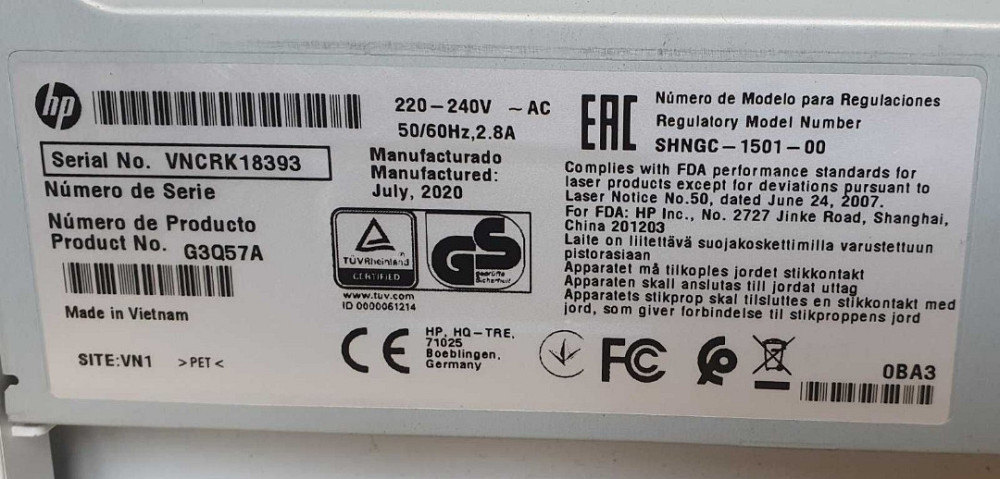 hp
220-240V ~ AC
50/60Hz, 2.8A
Serial No. VNCRK18393
Número de Serie
Número de Producto
Product No. G3Q57A
Made in Vietnam
SITE:VN1 >PET<
Manufacturado
Manufactured:
July, 2020
TÜVRheinland
CERTIFIED
GS
geprüfte
Sicherheit
www.tuv.com
ID 0000061214
CE
HP, HQ-TRE,
71025
Boeblingen,
Germany
EAC
Número de Modelo para Regulaciones
Regulatory Model Number
SHNGC-1501-00
Complies with FDA performance standards for
laser products except for deviations pursuant to
Laser Notice No.50, dated June 24, 2007.
For FDA: HP Inc., No. 2727 Jinke Road, Shanghai,
China 201203
Laite on liitettävä suojakoskettimilla varustettuun
pistorasiaan
Apparatet må tilkoples jordet stikkontakt
Apparaten skall anslutas till jordat uttag
Apparatets stikprop skal tilsluttes en stikkontakt med
jord, som giver forbindelse til stikproppens jord
FC
0BA3